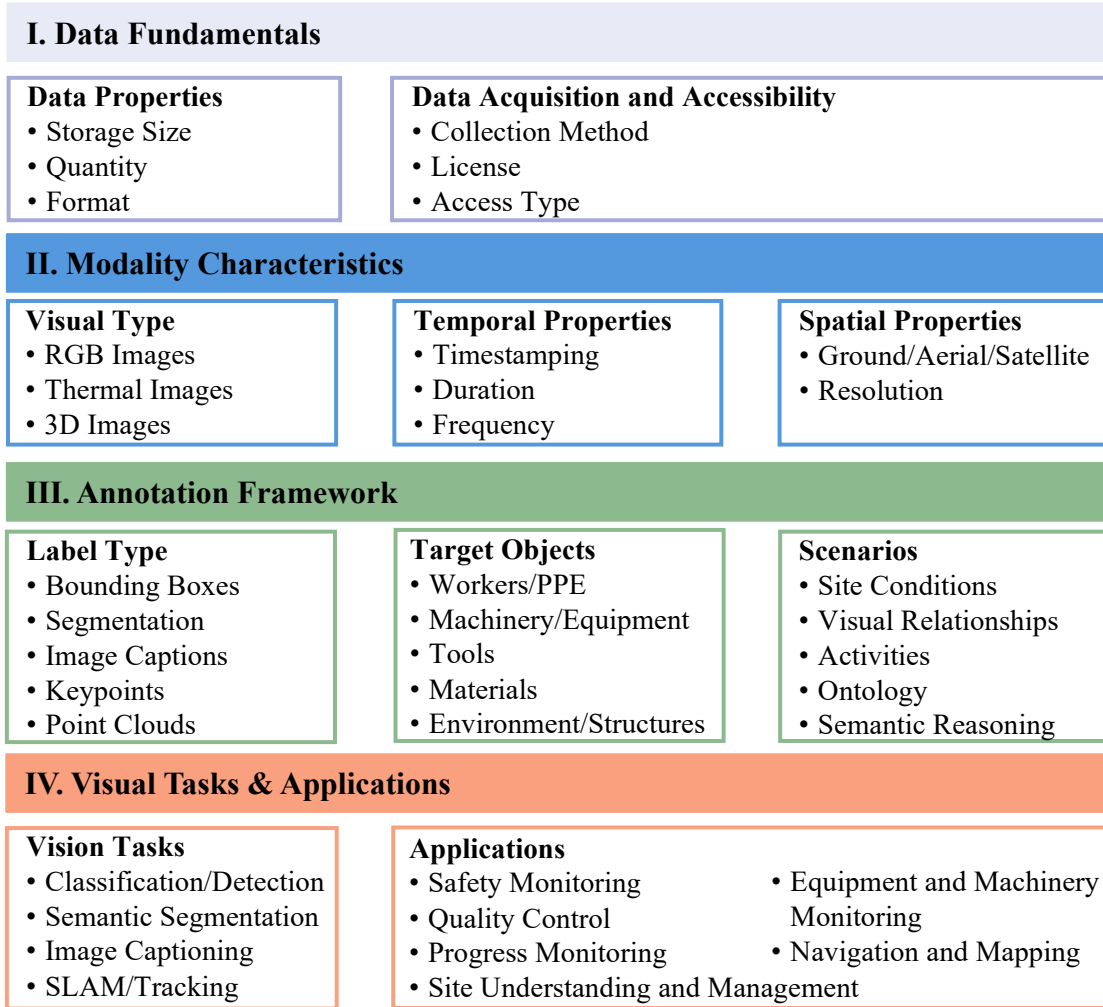 I. Data Fundamentals
Data Properties
• Storage Size
• Quantity
• Format
Data Acquisition and Accessibility
• Collection Method
• License
• Access Type
II. Modality Characteristics
Visual Type
• RGB Images
• Thermal Images
• 3D Images
Temporal Properties
• Timestamping
• Duration
• Frequency
Spatial Properties
• Ground/Aerial/Satellite
• Resolution
III. Annotation Framework
Label Type
• Bounding Boxes
• Segmentation
• Image Captions
• Keypoints
• Point Clouds
Target Objects
• Workers/PPE
• Machinery/Equipment
• Tools
• Materials
• Environment/Structures
Scenarios
• Site Conditions
• Visual Relationships
• Activities
• Ontology
• Semantic Reasoning
IV. Visual Tasks & Applications
Vision Tasks
• Classification/Detection
• Semantic Segmentation
• Image Captioning
• SLAM/Tracking
Applications
• Safety Monitoring
• Quality Control
• Progress Monitoring
• Site Understanding and Management
• Equipment and Machinery
Monitoring
• Navigation and Mapping